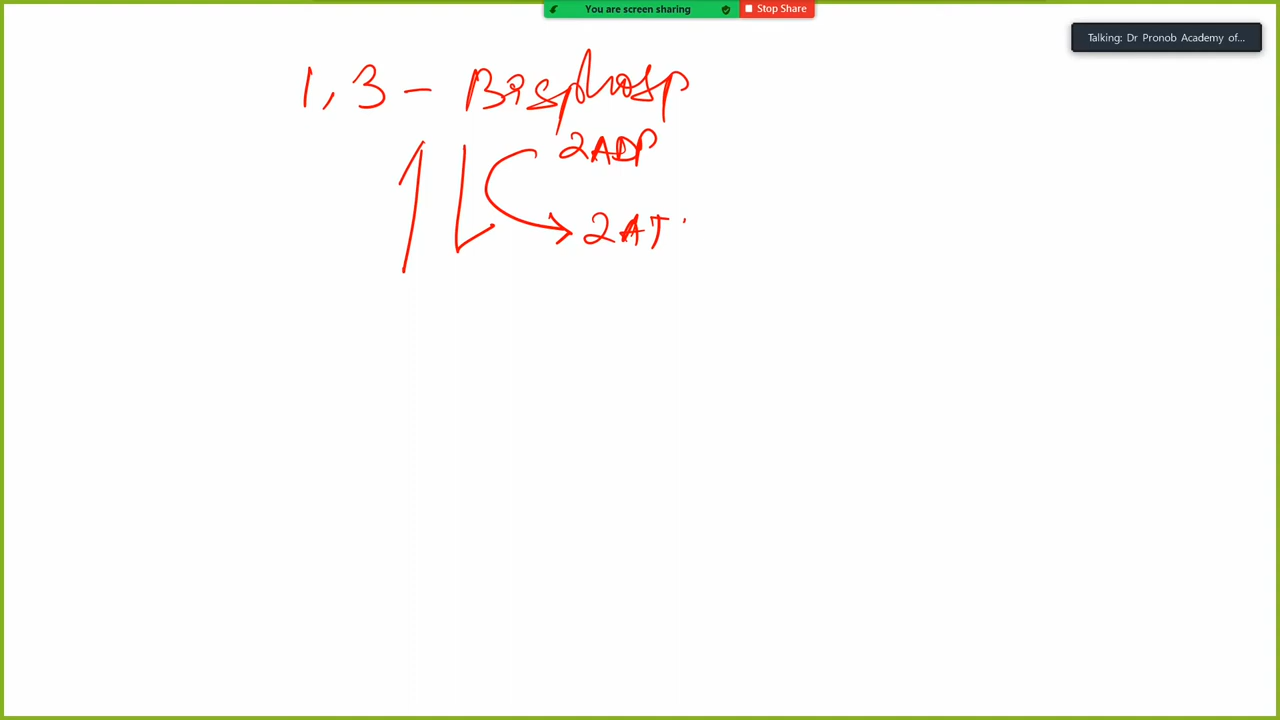 You are screen sharing
Stop Share
Talking: Dr Pronob Academy of...
1,3 - Bisphosp
2ADP
2AT